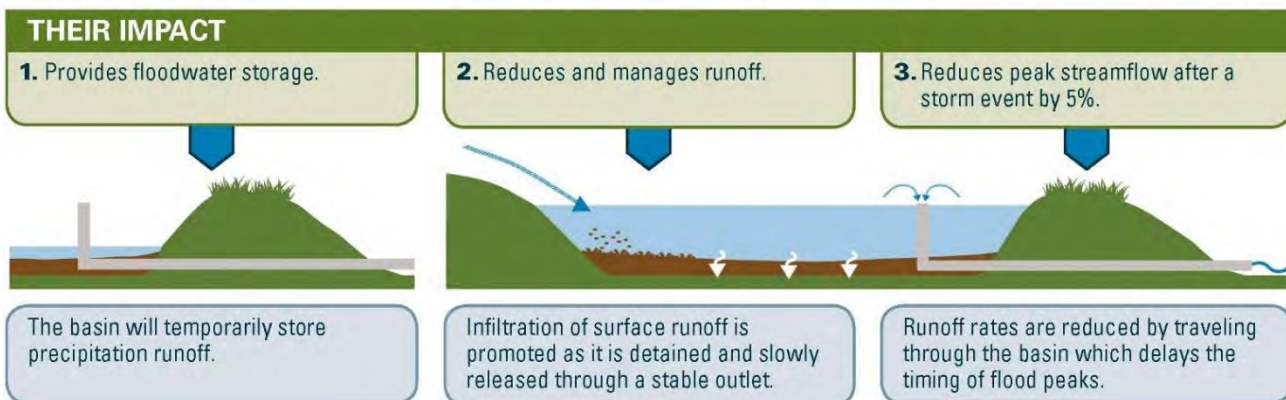 THEIR IMPACT
1. Provides floodwater storage.
2. Reduces and manages runoff.
3. Reduces peak streamflow after a
storm event by 5%.
The basin will temporarily store
precipitation runoff.
Infiltration of surface runoff is
promoted as it is detained and slowly
released through a stable outlet.
Runoff rates are reduced by traveling
through the basin which delays the
timing of flood peaks.